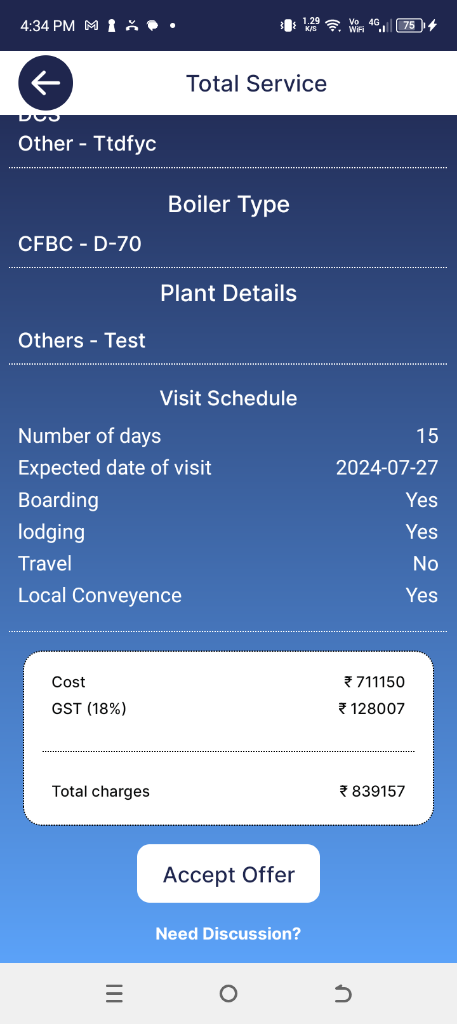 4:34 PM 1.29 K/S Vo WiFi 4G 75
Total Service
DCS
Other - Ttdfyc
Boiler Type
CFBC - D-70
Plant Details
Others - Test
Visit Schedule
Number of days 15
Expected date of visit 2024-07-27
Boarding Yes
lodging Yes
Travel No
Local Conveyence Yes
Cost ₹ 711150
GST (18%) ₹ 128007
Total charges ₹ 839157
Accept Offer
Need Discussion?